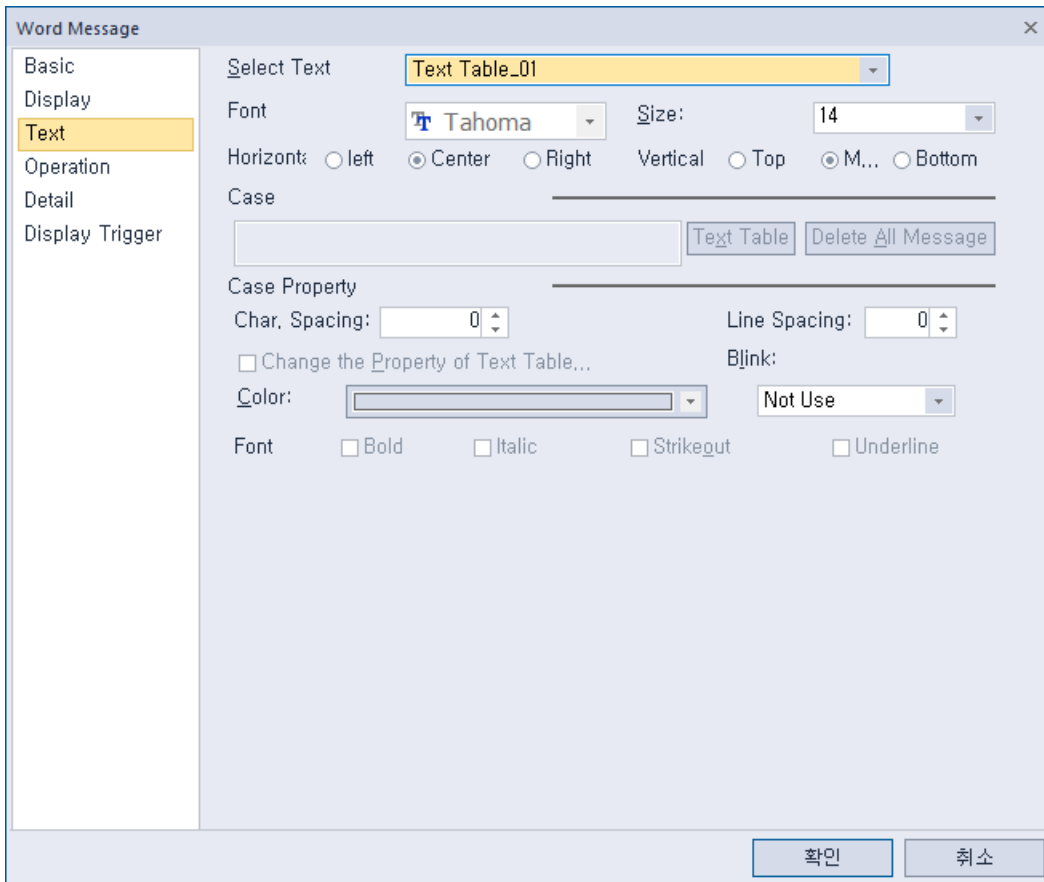 Word Message
Basic
Display
Text
Operation
Detail
Display Trigger
Select Text Text Table_01
Font Tahoma Size: 14
Horizonta left Center Right Vertical Top M... Bottom
Case
Text Table Delete All Message
Case Property
Char. Spacing: 0 Line Spacing: 0
Change the Property of Text Table... Blink:
Color: Not Use
Font Bold Italic Strikeout Underline
확인 취소